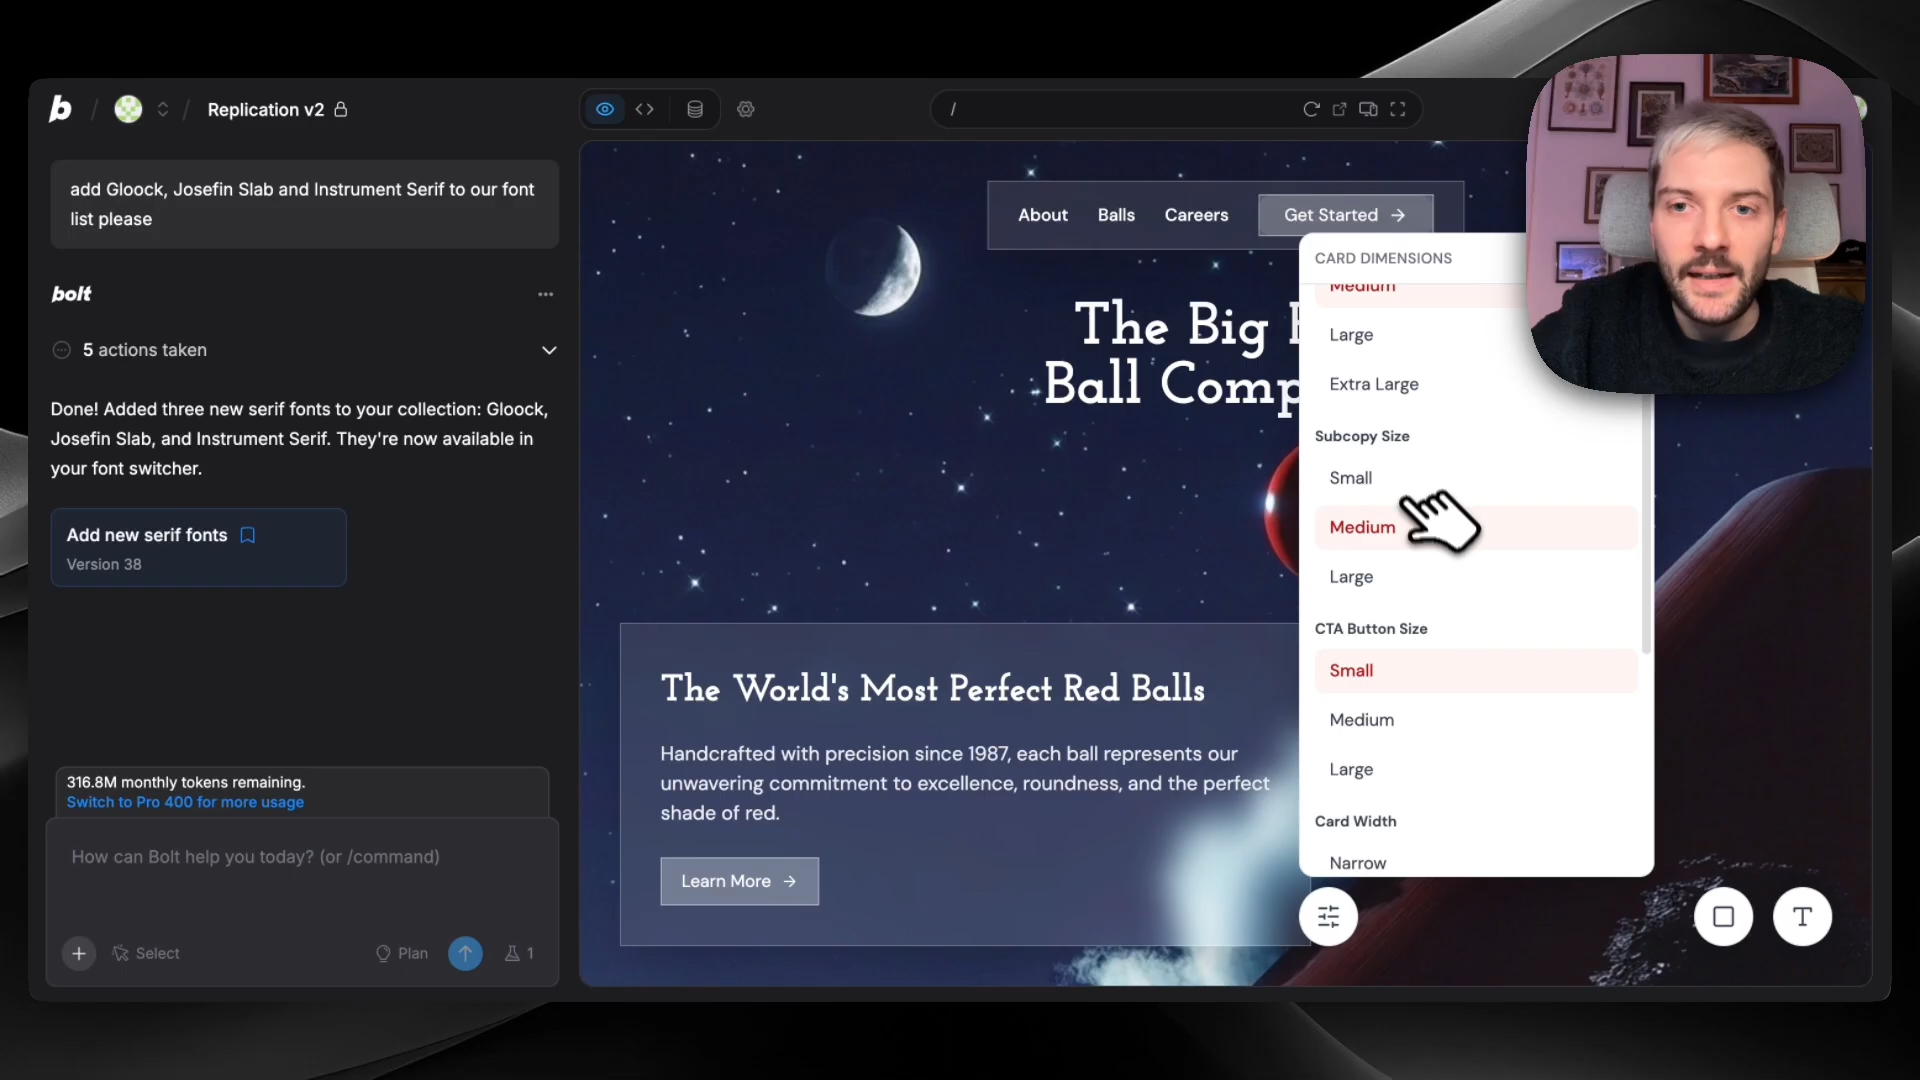 b / / Replication v2
add Gloock, Josefin Slab and Instrument Serif to our font
list please
bolt
5 actions taken
Done! Added three new serif fonts to your collection: Gloock,
Josefin Slab, and Instrument Serif. They're now available in
your font switcher.
Add new serif fonts
Version 38
316.8M monthly tokens remaining.
Switch to Pro 400 for more usage
How can Bolt help you today? (or /command)
Select
Plan
1
/
About Balls Careers Get Started
The Big
Ball Comp
The World's Most Perfect Red Balls
Handcrafted with precision since 1987, each ball represents our
unwavering commitment to excellence, roundness, and the perfect
shade of red.
Learn More
CARD DIMENSIONS
Medium
Large
Extra Large
Subcopy Size
Small
Medium
Large
CTA Button Size
Small
Medium
Large
Card Width
Narrow
T